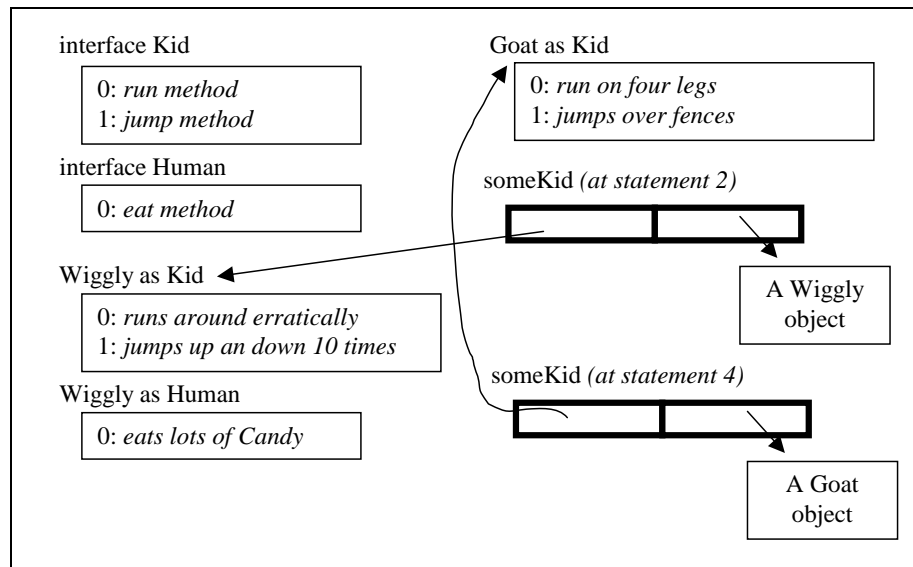 interface Kid
0: run method
1: jump method
interface Human
0: eat method
Wiggly as Kid
0: runs around erratically
1: jumps up an down 10 times
Wiggly as Human
0: eats lots of Candy
Goat as Kid
0: run on four legs
1: jumps over fences
someKid (at statement 2)
A Wiggly
object
someKid (at statement 4)
A Goat
object